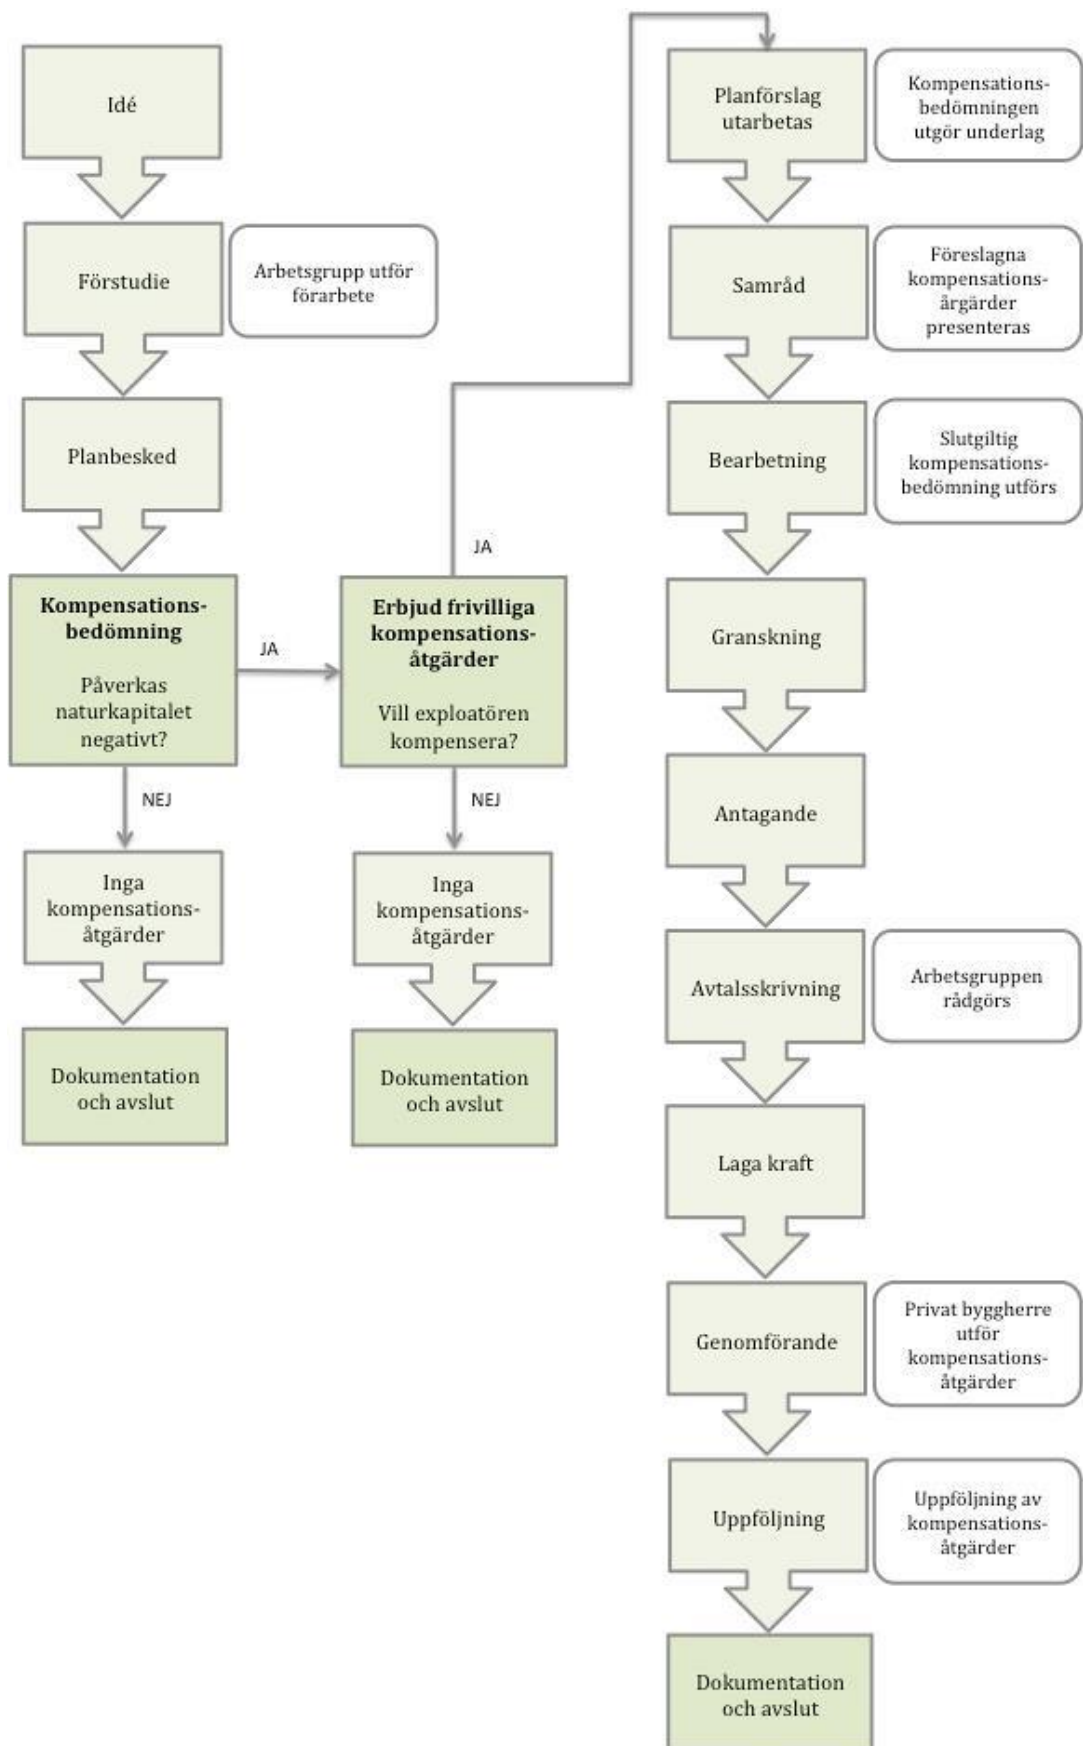 Idé
Förstudie
Arbetsgrupp utför
förarbete
Planbesked
Kompensations-
bedömning
Påverkas
naturkapitalet
negativt?
JA
NEJ
Inga
kompensations-
åtgärder
Dokumentation
och avslut
Erbjud frivilliga
kompensations-
åtgärder
Vill exploatören
kompensera?
JA
NEJ
Inga
kompensations-
åtgärder
Dokumentation
och avslut
Planförslag
utarbetas
Kompensations-
bedömningen
utgör underlag
Samråd
Föreslagna
kompensations-
årgärder
presenteras
Bearbetning
Slutgiltig
kompensations-
bedömning utförs
Granskning
Antagande
Avtalsskrivning
Arbetsgruppen
rådgörs
Laga kraft
Genomförande
Privat byggherre
utför
kompensations-
åtgärder
Uppföljning
Uppföljning av
kompensations-
åtgärder
Dokumentation
och avslut